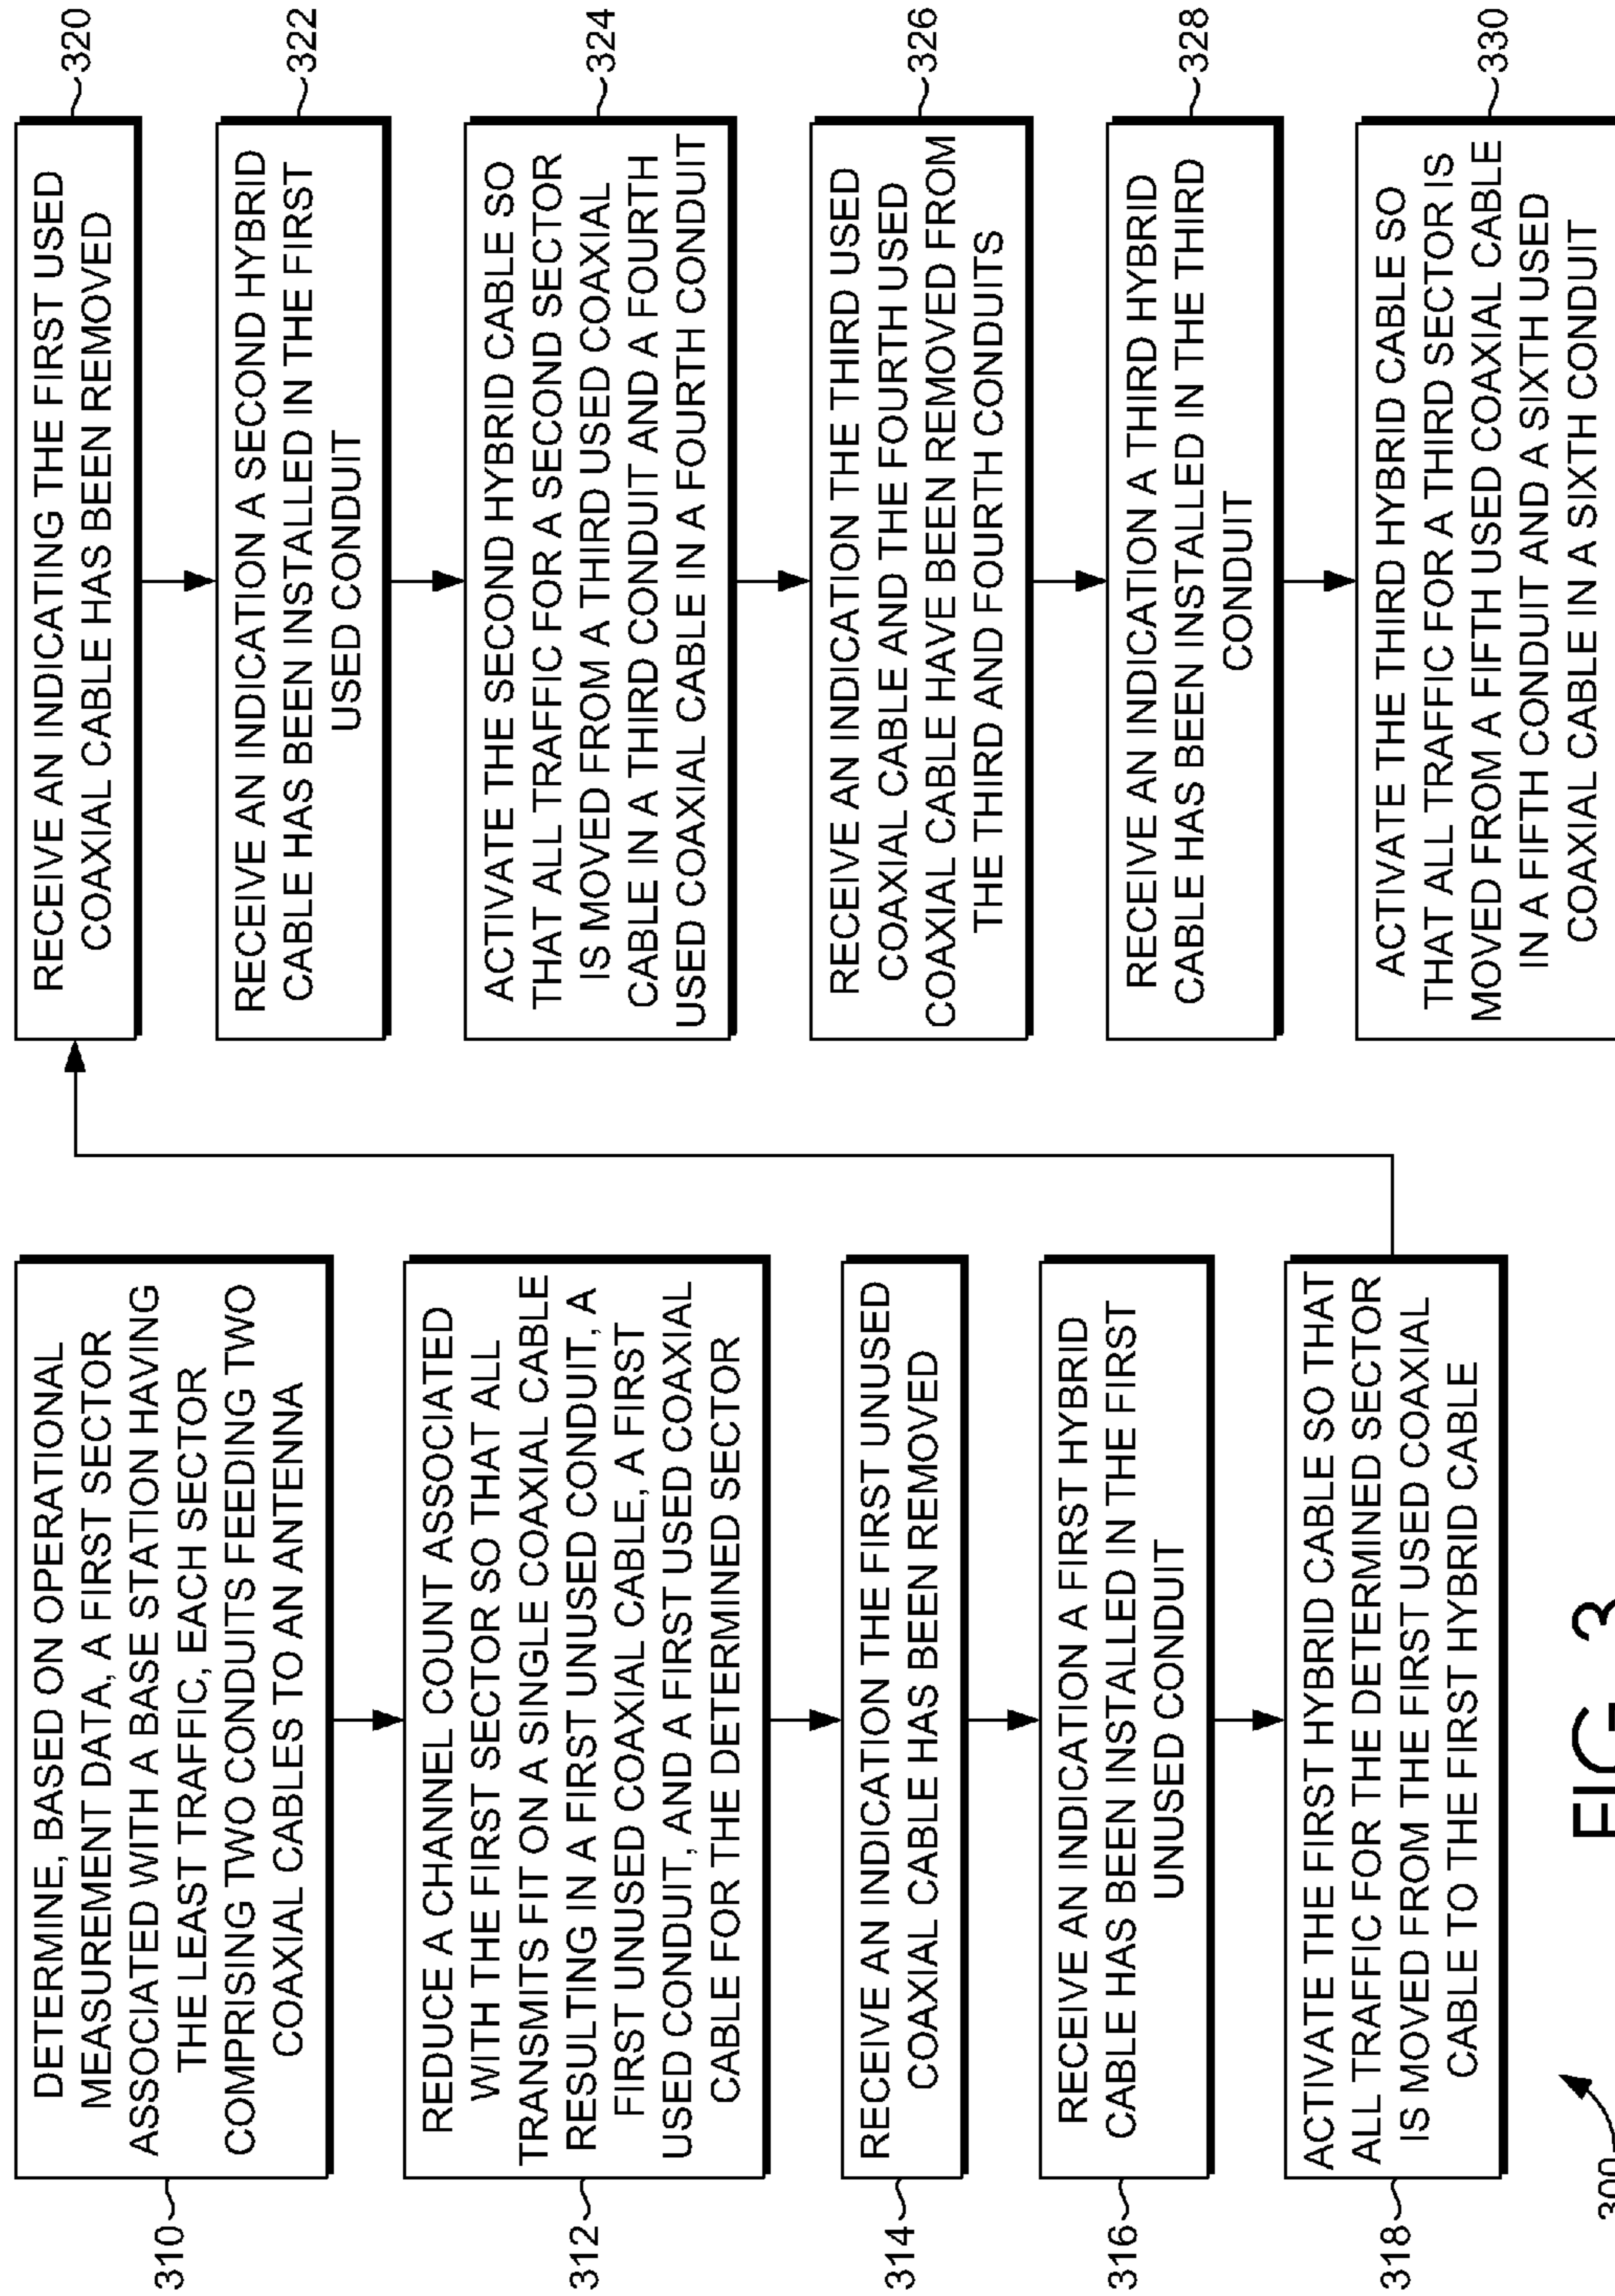 310
DETERMINE, BASED ON OPERATIONAL
MEASUREMENT DATA, A FIRST SECTOR
ASSOCIATED WITH A BASE STATION HAVING
THE LEAST TRAFFIC, EACH SECTOR
COMPRISING TWO CONDUITS FEEDING TWO
COAXIAL CABLES TO AN ANTENNA
312
REDUCE A CHANNEL COUNT ASSOCIATED
WITH THE FIRST SECTOR SO THAT ALL
TRANSMITS FIT ON A SINGLE COAXIAL CABLE
RESULTING IN A FIRST UNUSED CONDUIT, A
FIRST UNUSED COAXIAL CABLE, A FIRST
USED CONDUIT, AND A FIRST USED COAXIAL
CABLE FOR THE DETERMINED SECTOR
314
RECEIVE AN INDICATION THE FIRST UNUSED
COAXIAL CABLE HAS BEEN REMOVED
316
RECEIVE AN INDICATION A FIRST HYBRID
CABLE HAS BEEN INSTALLED IN THE FIRST
UNUSED CONDUIT
318
ACTIVATE THE FIRST HYBRID CABLE SO THAT
ALL TRAFFIC FOR THE DETERMINED SECTOR
IS MOVED FROM THE FIRST USED COAXIAL
CABLE TO THE FIRST HYBRID CABLE
RECEIVE AN INDICATING THE FIRST USED
COAXIAL CABLE HAS BEEN REMOVED
320
RECEIVE AN INDICATION A SECOND HYBRID
CABLE HAS BEEN INSTALLED IN THE FIRST
USED CONDUIT
322
ACTIVATE THE SECOND HYBRID CABLE SO
THAT ALL TRAFFIC FOR A SECOND SECTOR
IS MOVED FROM A THIRD USED COAXIAL
CABLE IN A THIRD CONDUIT AND A FOURTH
USED COAXIAL CABLE IN A FOURTH CONDUIT
324
RECEIVE AN INDICATION THE THIRD USED
COAXIAL CABLE AND THE FOURTH USED
COAXIAL CABLE HAVE BEEN REMOVED FROM
THE THIRD AND FOURTH CONDUITS
326
RECEIVE AN INDICATION A THIRD HYBRID
CABLE HAS BEEN INSTALLED IN THE THIRD
CONDUIT
328
ACTIVATE THE THIRD HYBRID CABLE SO
THAT ALL TRAFFIC FOR A THIRD SECTOR IS
MOVED FROM A FIFTH USED COAXIAL CABLE
IN A FIFTH CONDUIT AND A SIXTH USED
COAXIAL CABLE IN A SIXTH CONDUIT
330
300
FIG. 3